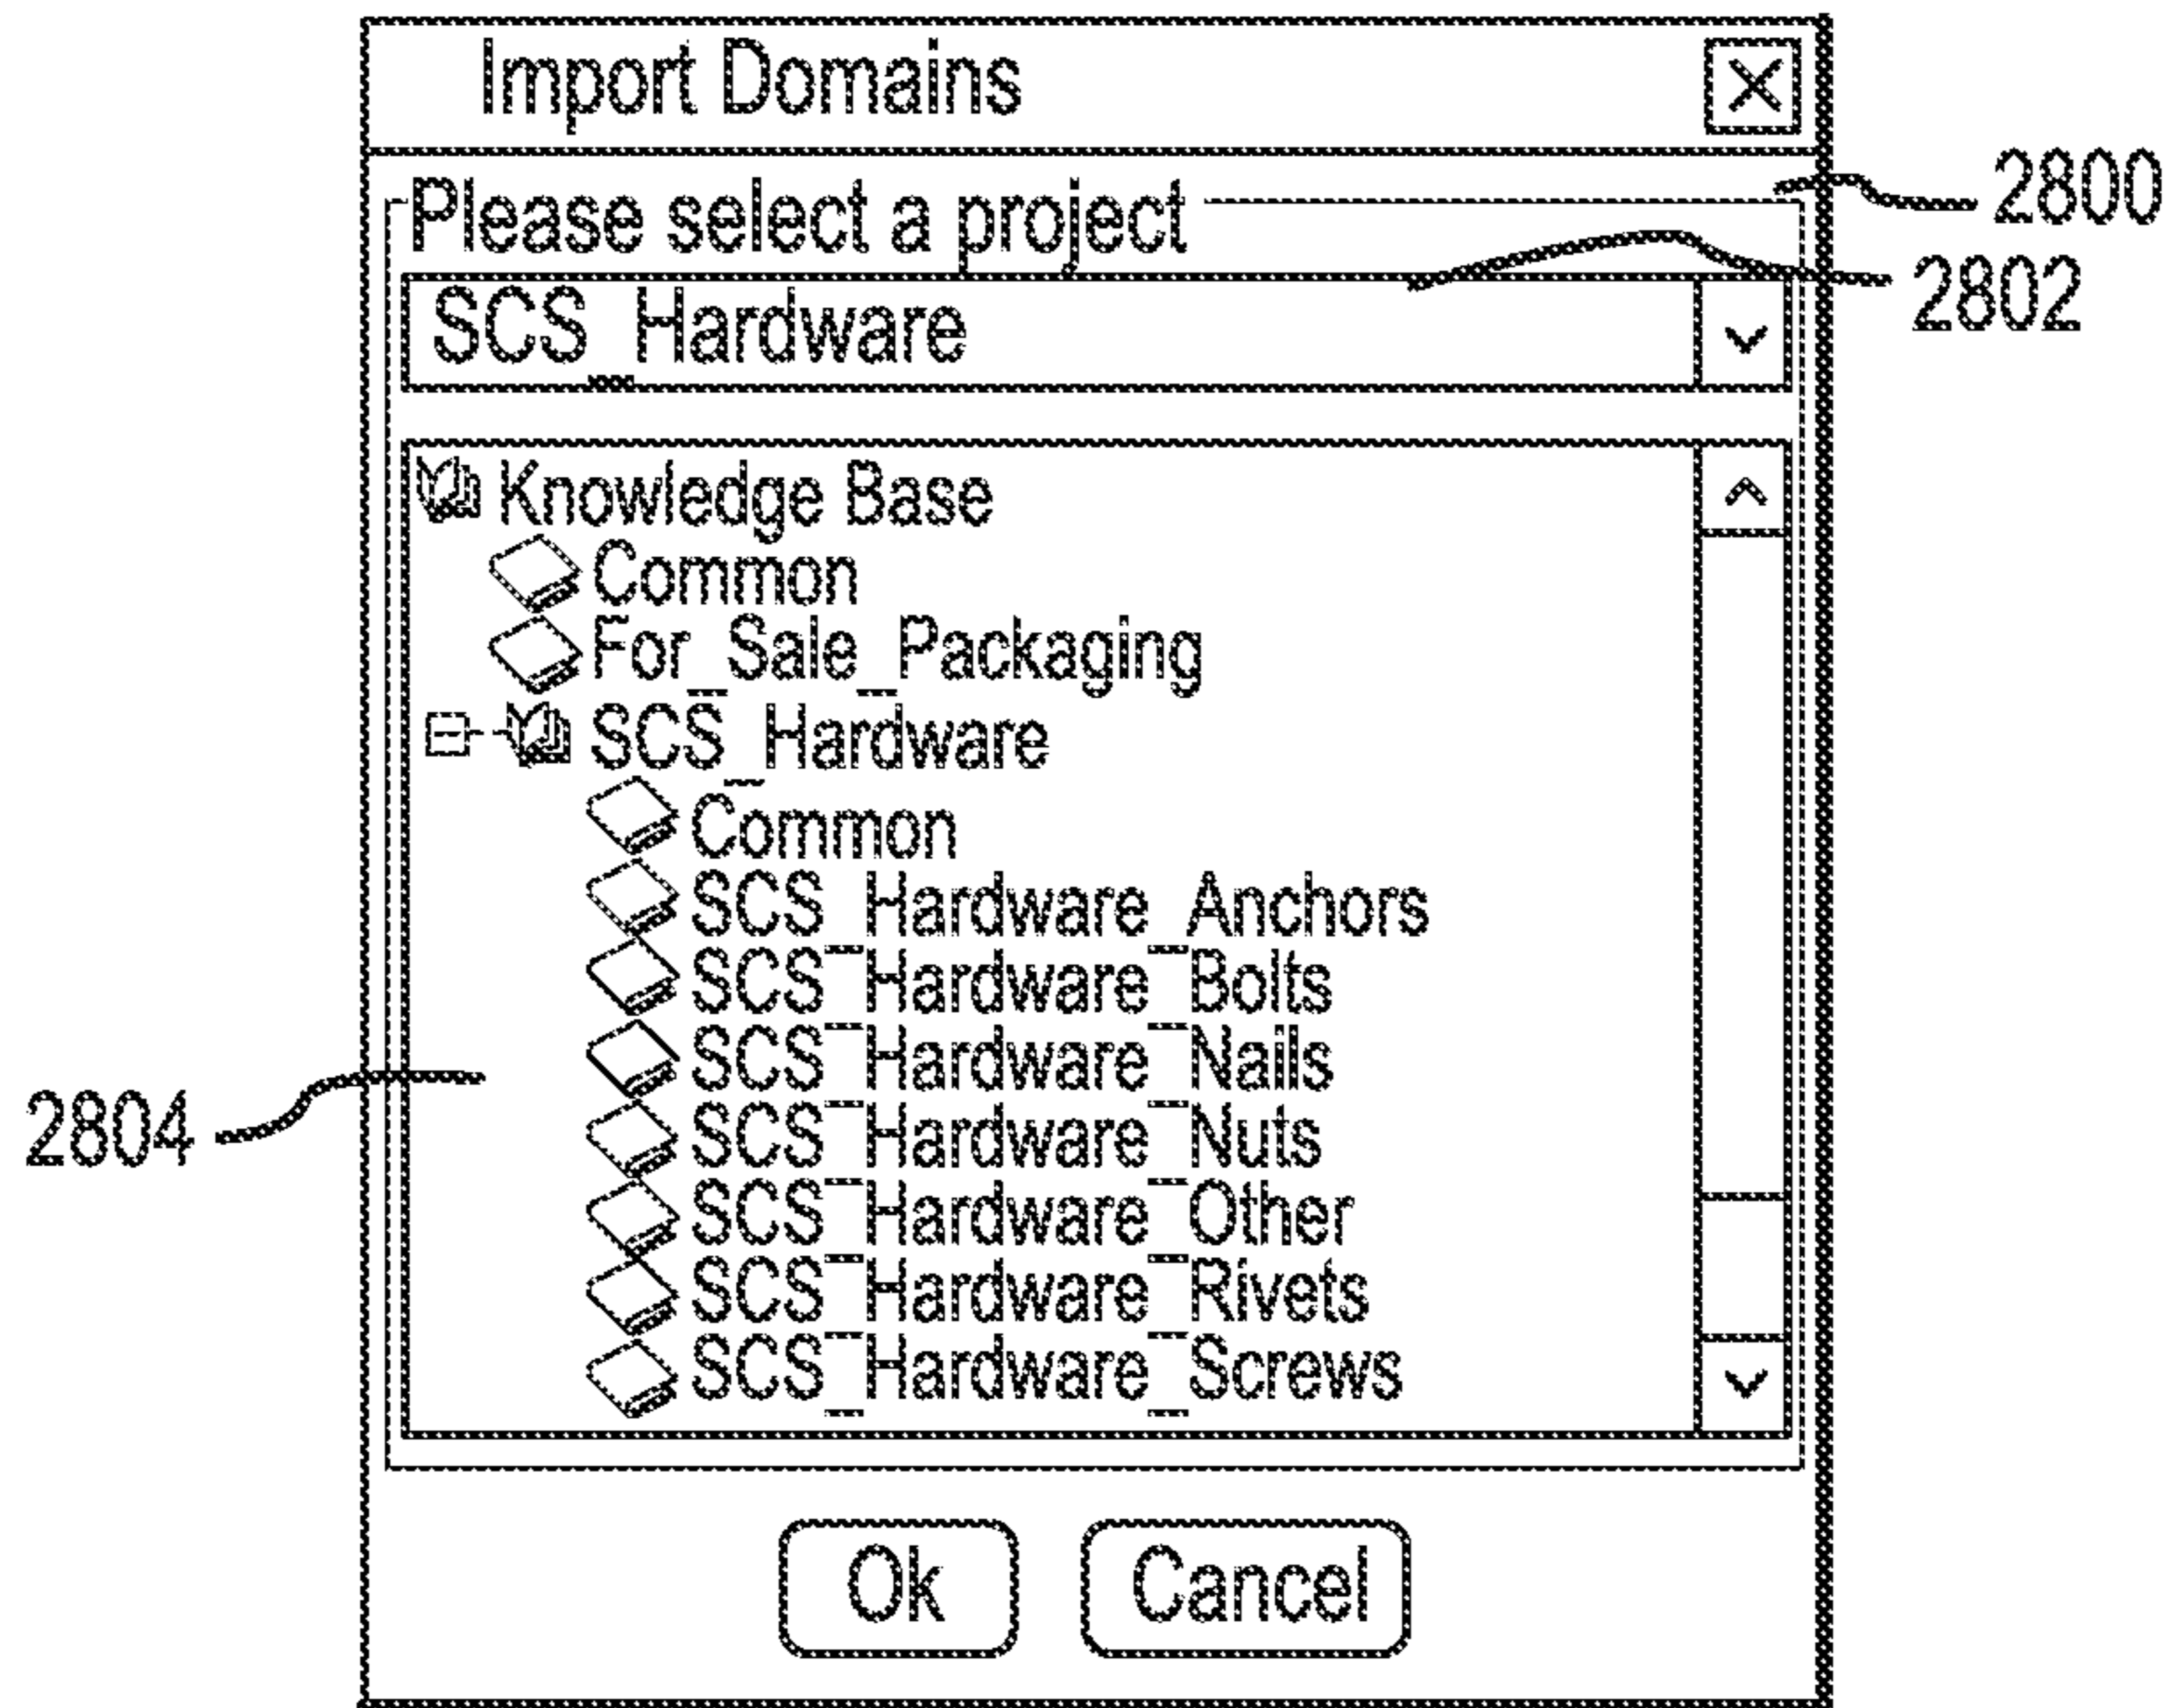 Import Domains
2800
Please select a project
2802
SCS_Hardware
Knowledge Base
Common
For_Sale_Packaging
SCS_Hardware
Common
SCS_Hardware_Anchors
SCS_Hardware_Bolts
SCS_Hardware_Nails
2804
SCS_Hardware_Nuts
SCS_Hardware_Other
SCS_Hardware_Rivets
SCS_Hardware_Screws
Ok
Cancel